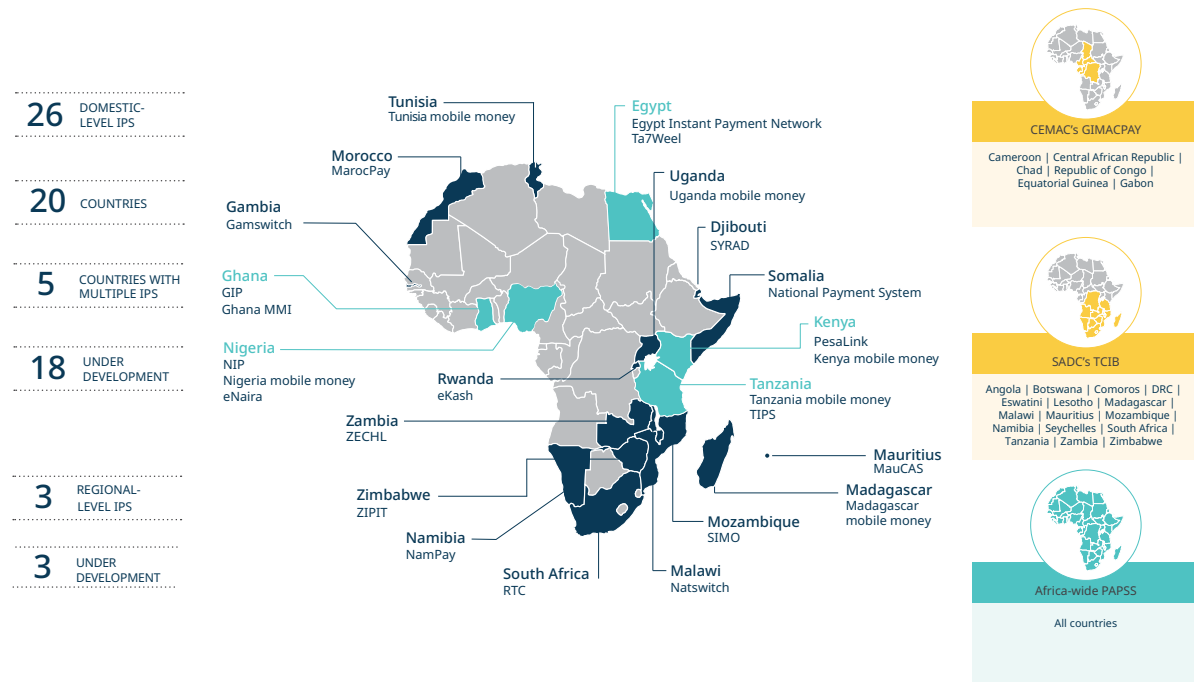 26
DOMESTIC-
LEVEL IPS
20
COUNTRIES
5
COUNTRIES WITH
MULTIPLE IPS
18
UNDER
DEVELOPMENT
3
REGIONAL-
LEVEL IPS
3
UNDER
DEVELOPMENT
Tunisia
Tunisia mobile money
Morocco
MarocPay
Gambia
Gamswitch
Ghana
GIP
Ghana MMI
Nigeria
NIP
Nigeria mobile money
eNaira
Rwanda
eKash
Zambia
ZECHL
Zimbabwe
ZIPIT
Namibia
NamPay
South Africa
RTC
Egypt
Egypt Instant Payment Network
Ta7Weel
Uganda
Uganda mobile money
Djibouti
SYRAD
Somalia
National Payment System
Kenya
PesaLink
Kenya mobile money
Tanzania
Tanzania mobile money
TIPS
Mauritius
MauCAS
Madagascar
Madagascar
mobile money
Mozambique
SIMO
Malawi
Natswitch
CEMAC's GIMACPAY
Cameroon | Central African Republic |
Chad | Republic of Congo |
Equatorial Guinea | Gabon
SADC's TCIB
Angola | Botswana | Comoros | DRC |
Eswatini | Lesotho | Madagascar |
Malawi | Mauritius | Mozambique |
Namibia | Seychelles | South Africa |
Tanzania | Zambia | Zimbabwe
Africa-wide PAPSS
All countries